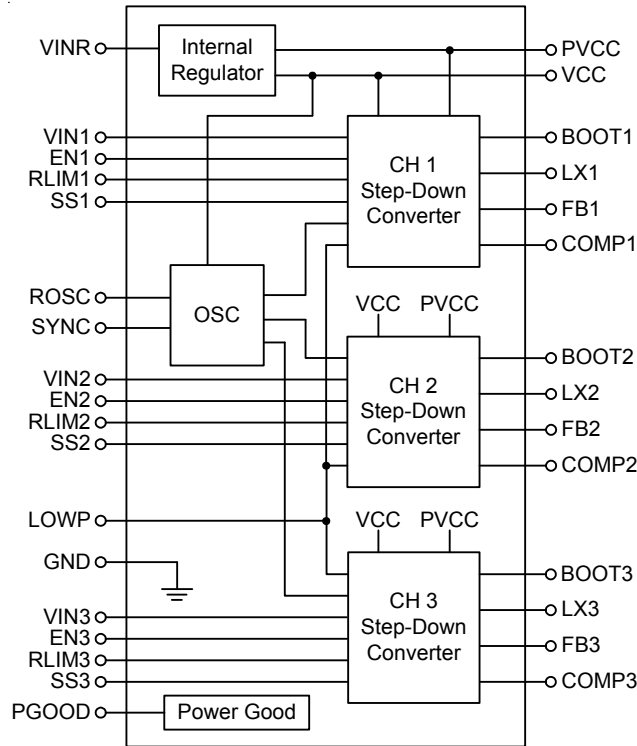 VINR
Internal
Regulator
PVCC
VCC
VIN1
EN1
RLIM1
SS1
CH 1
Step-Down
Converter
BOOT1
LX1
FB1
COMP1
ROSC
SYNC
OSC
VCC PVCC
VIN2
EN2
RLIM2
SS2
CH 2
Step-Down
Converter
BOOT2
LX2
FB2
COMP2
LOWP
GND
VCC PVCC
VIN3
EN3
RLIM3
SS3
CH 3
Step-Down
Converter
BOOT3
LX3
FB3
COMP3
PGOOD
Power Good